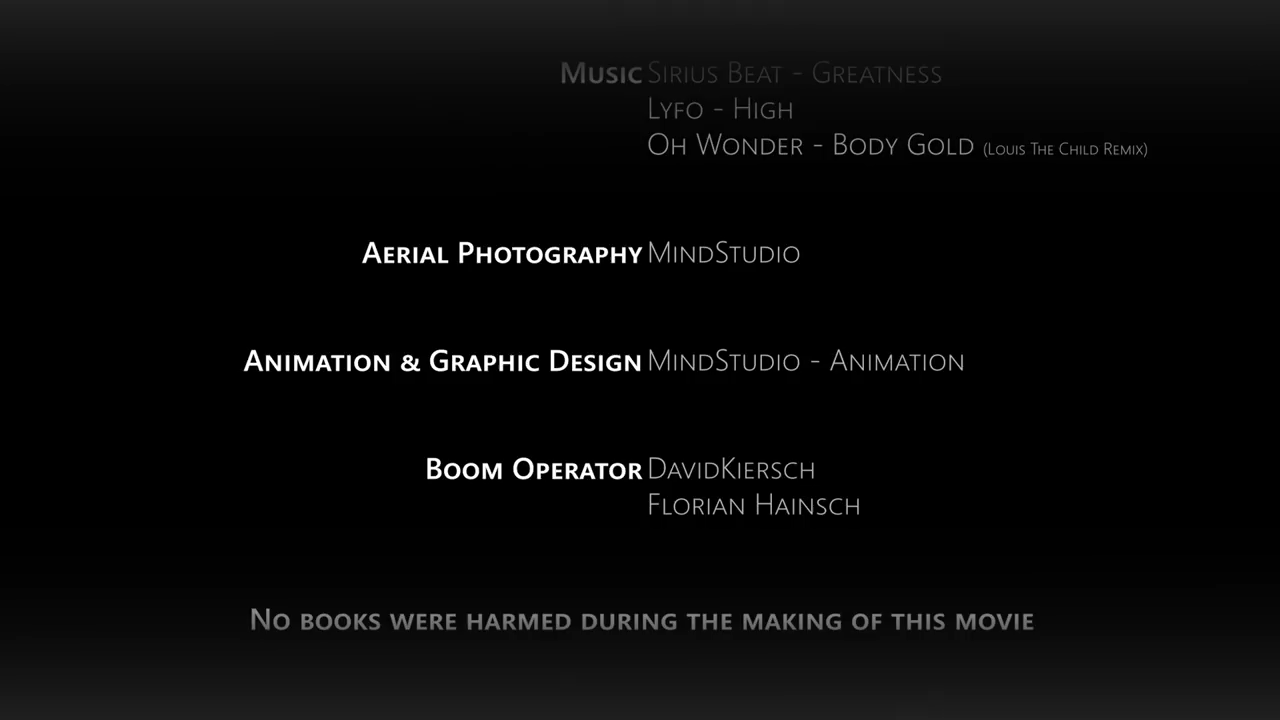 Music Sirius Beat - Greatness
Lyfo - High
Oh Wonder - Body Gold (Louis The Child Remix)
Aerial Photography MindStudio
Animation & Graphic Design MindStudio - Animation
Boom Operator DavidKiersch
Florian Hainsch
No books were harmed during the making of this movie